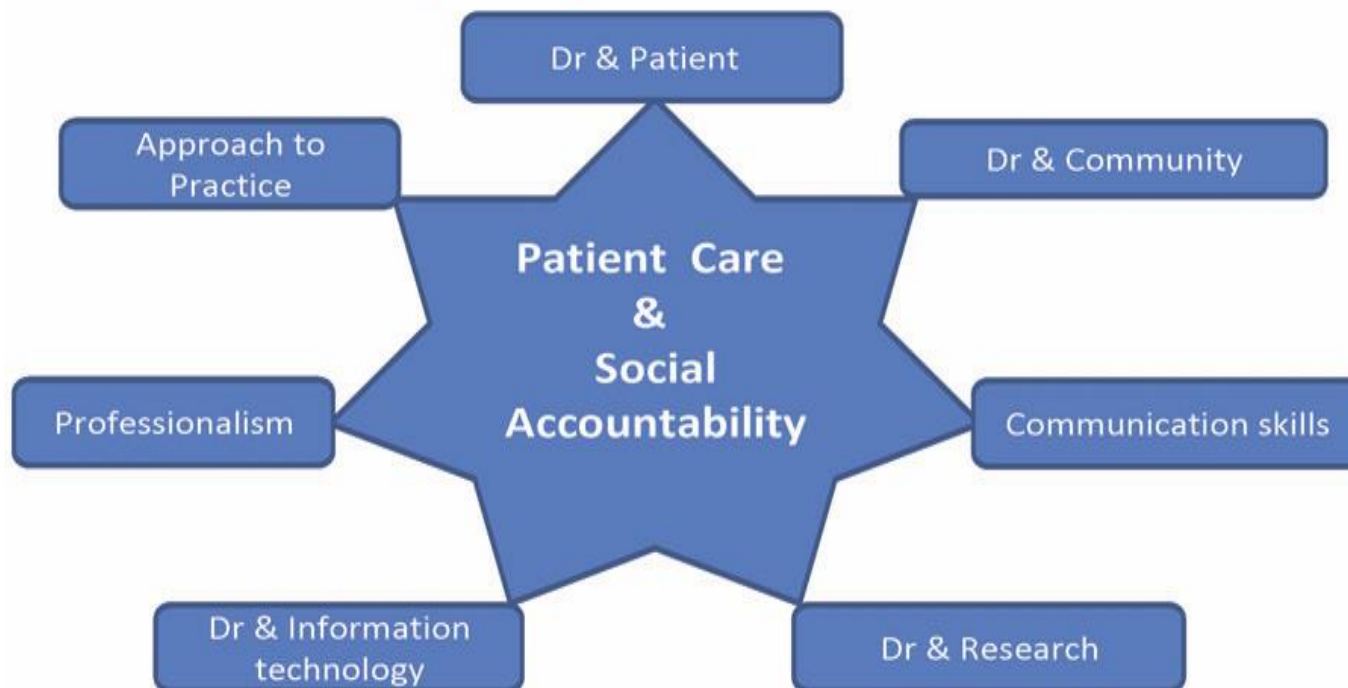 Dr & Patient
Approach to
Practice
Dr & Community
Patient Care
&
Social
Accountability
Professionalism
Communication skills
Dr & Information
technology
Dr & Research